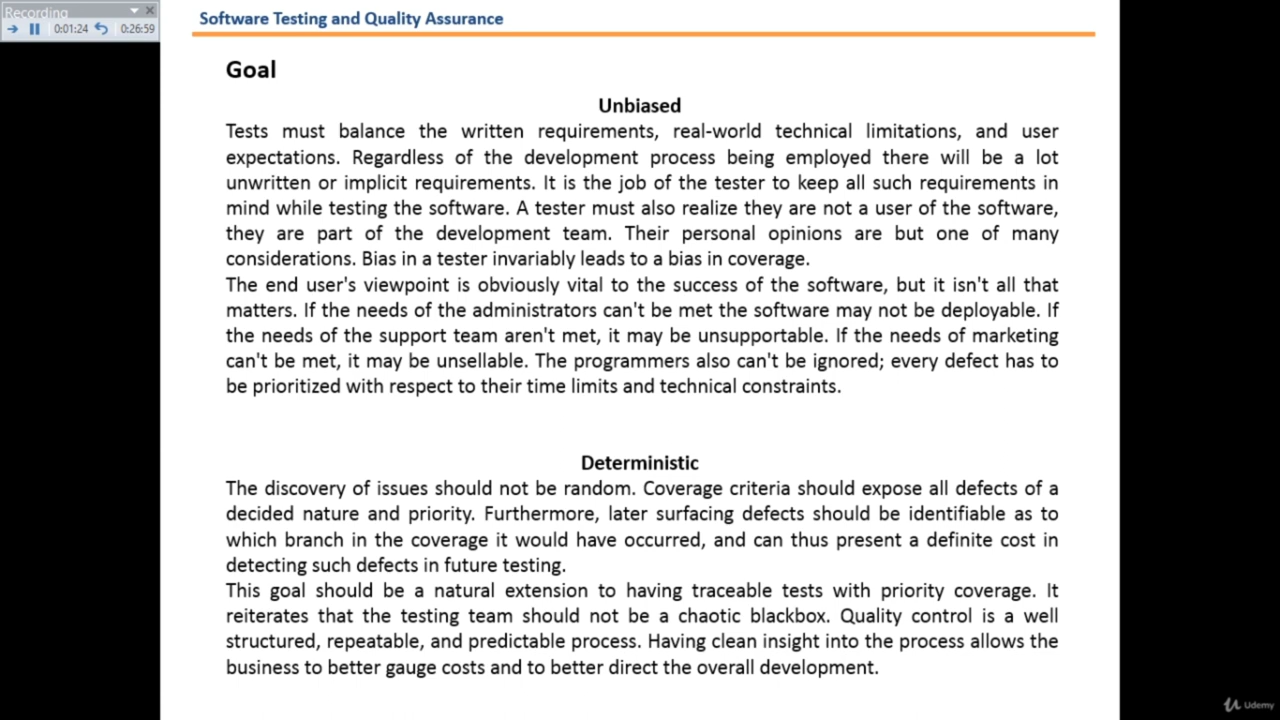 Recording
0:01:24
0:26:59
Software Testing and Quality Assurance
Goal
Unbiased
Tests must balance the written requirements, real-world technical limitations, and user
expectations. Regardless of the development process being employed there will be a lot
unwritten or implicit requirements. It is the job of the tester to keep all such requirements in
mind while testing the software. A tester must also realize they are not a user of the software,
they are part of the development team. Their personal opinions are but one of many
considerations. Bias in a tester invariably leads to a bias in coverage.
The end user's viewpoint is obviously vital to the success of the software, but it isn't all that
matters. If the needs of the administrators can't be met the software may not be deployable. If
the needs of the support team aren't met, it may be unsupportable. If the needs of marketing
can't be met, it may be unsellable. The programmers also can't be ignored; every defect has to
be prioritized with respect to their time limits and technical constraints.
Deterministic
The discovery of issues should not be random. Coverage criteria should expose all defects of a
decided nature and priority. Furthermore, later surfacing defects should be identifiable as to
which branch in the coverage it would have occurred, and can thus present a definite cost in
detecting such defects in future testing.
This goal should be a natural extension to having traceable tests with priority coverage. It
reiterates that the testing team should not be a chaotic blackbox. Quality control is a well
structured, repeatable, and predictable process. Having clean insight into the process allows the
business to better gauge costs and to better direct the overall development.
Udemy